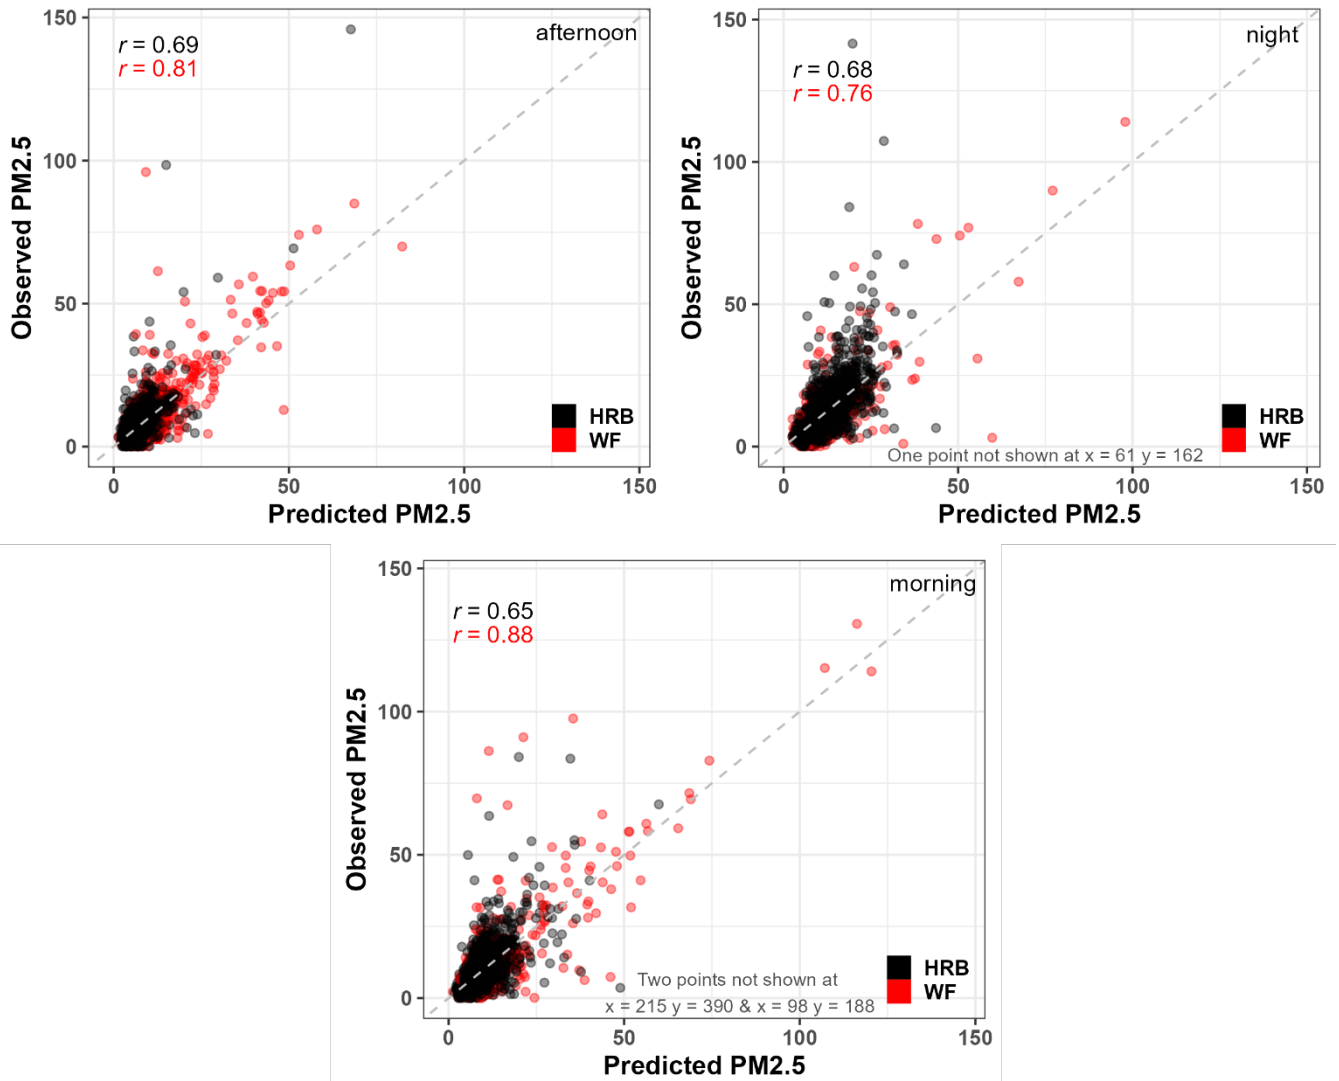 afternoon
r = 0.69
r = 0.81
150
100
50
0
Observed PM2.5
HRB
WF
0
50
100
150
Predicted PM2.5
night
r = 0.68
r = 0.76
150
100
50
0
Observed PM2.5
HRB
WF
One point not shown at x = 61 y = 162
0
50
100
150
Predicted PM2.5
morning
r = 0.65
r = 0.88
150
100
50
0
Observed PM2.5
HRB
WF
Two points not shown at
x = 215 y = 390 & x = 98 y = 188
0
50
100
150
Predicted PM2.5